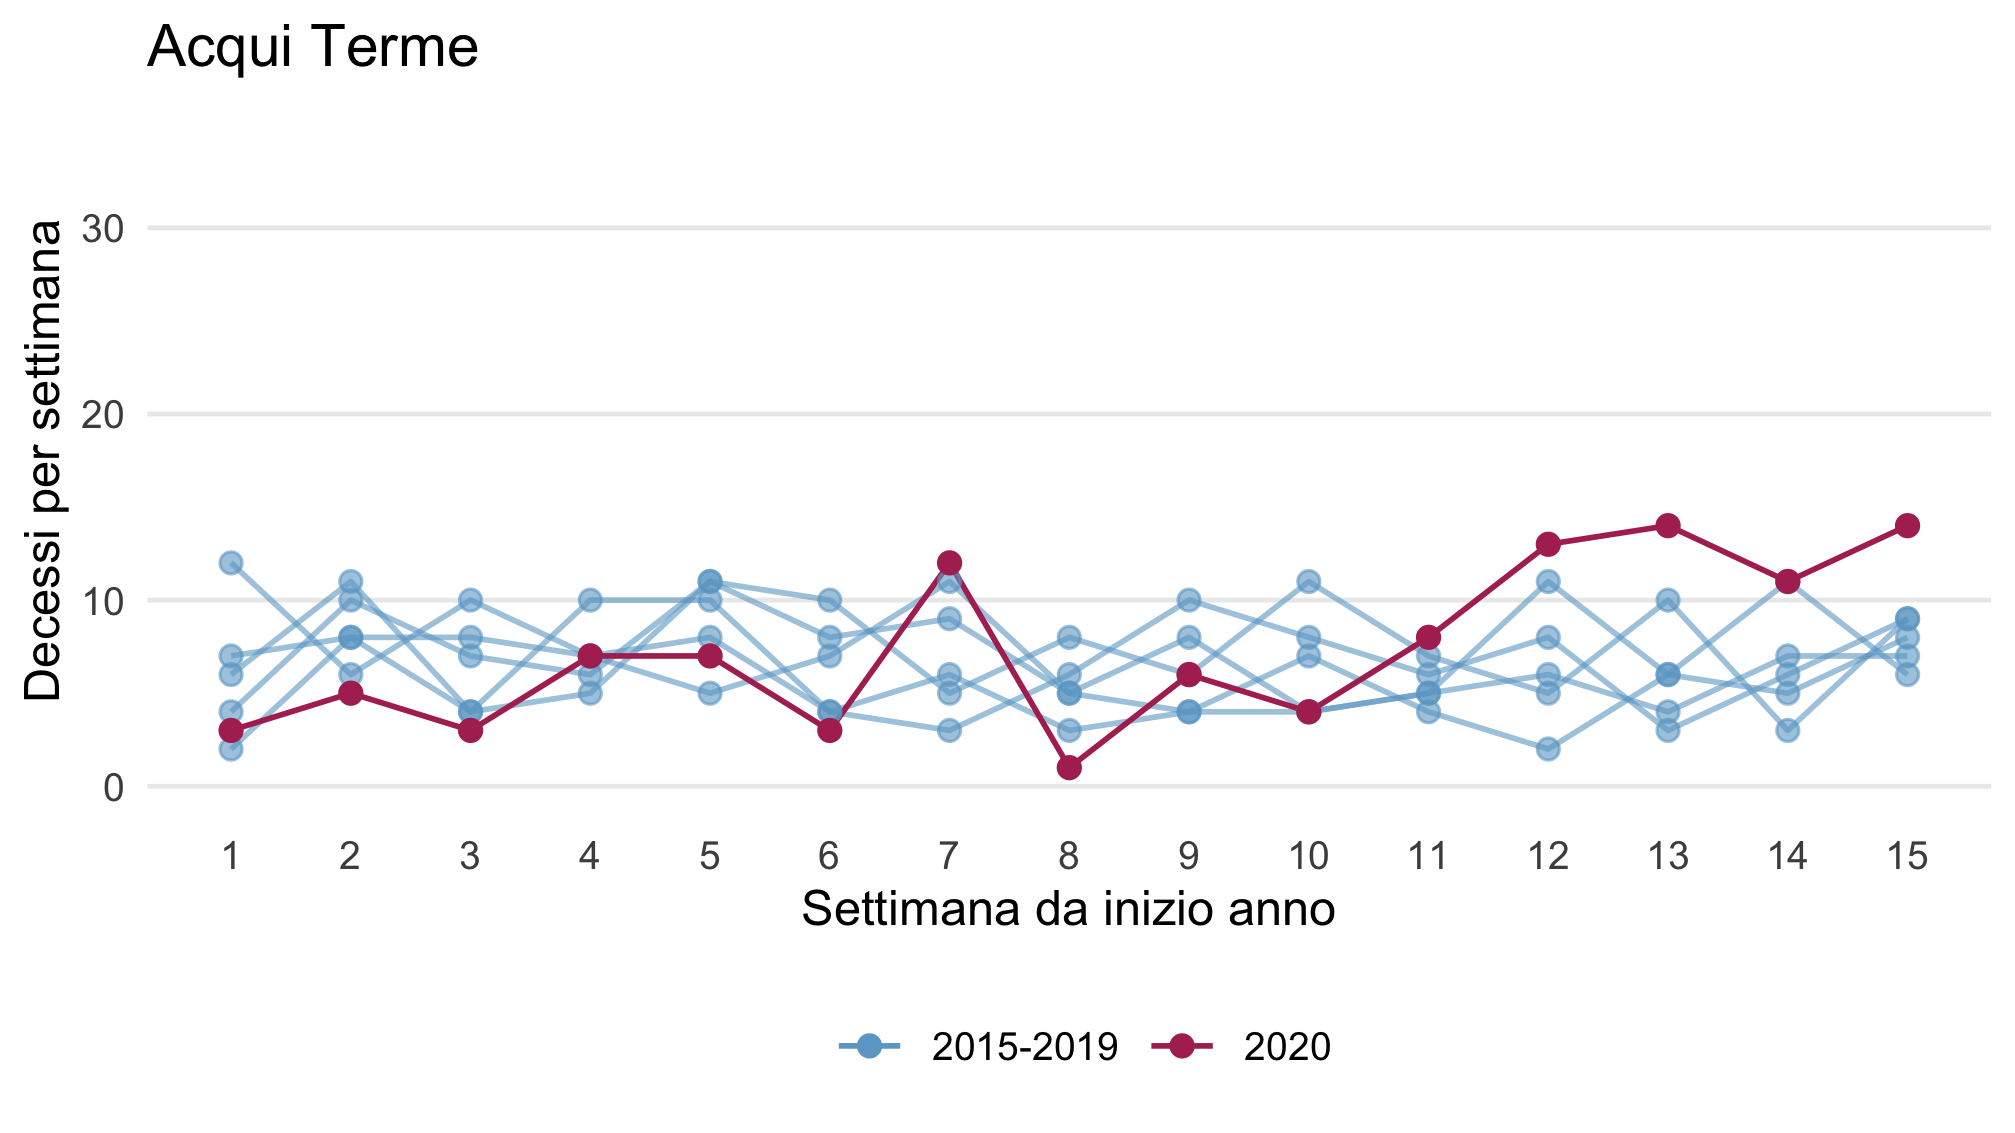 Acqui Terme
Decessi per settimana
30
20
10
0
1 2 3 4 5 6 7 8 9 10 11 12 13 14 15
Settimana da inizio anno
2015-2019 2020